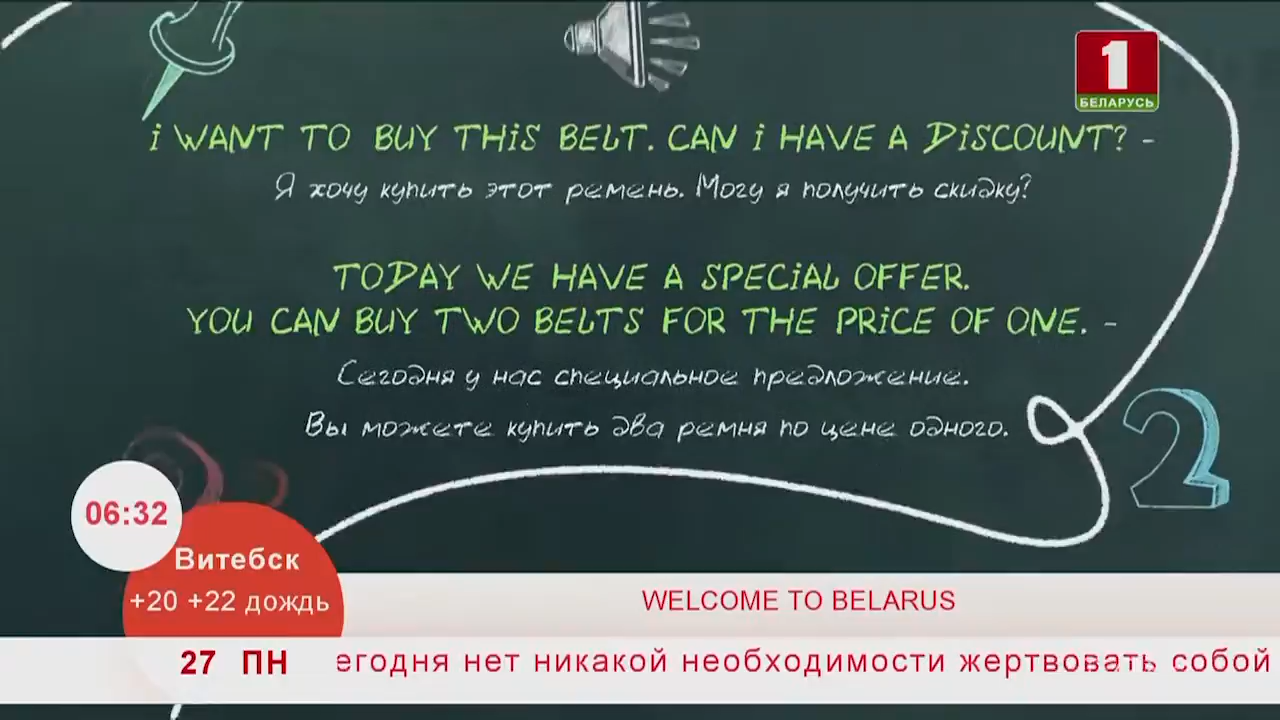 1
БЕЛАРУСЬ
i WANT TO BUY THiS BELT. CAN i HAVE A DiSCOUNT? -
Я хочу купить этот ремень. Могу я получить скидку?
TODAY WE HAVE A SPECiAL OFFER.
YOU CAN BUY TWO BELTS FOR THE PRiCE OF ONE. -
Сегодня у нас специальное предложение.
Вы можете купить два ремня по цене одного.
2
06:32
Витебск
+20 +22 дождь
WELCOME TO BELARUS
27 ПН егодня нет никакой необходимости жертвовать собой